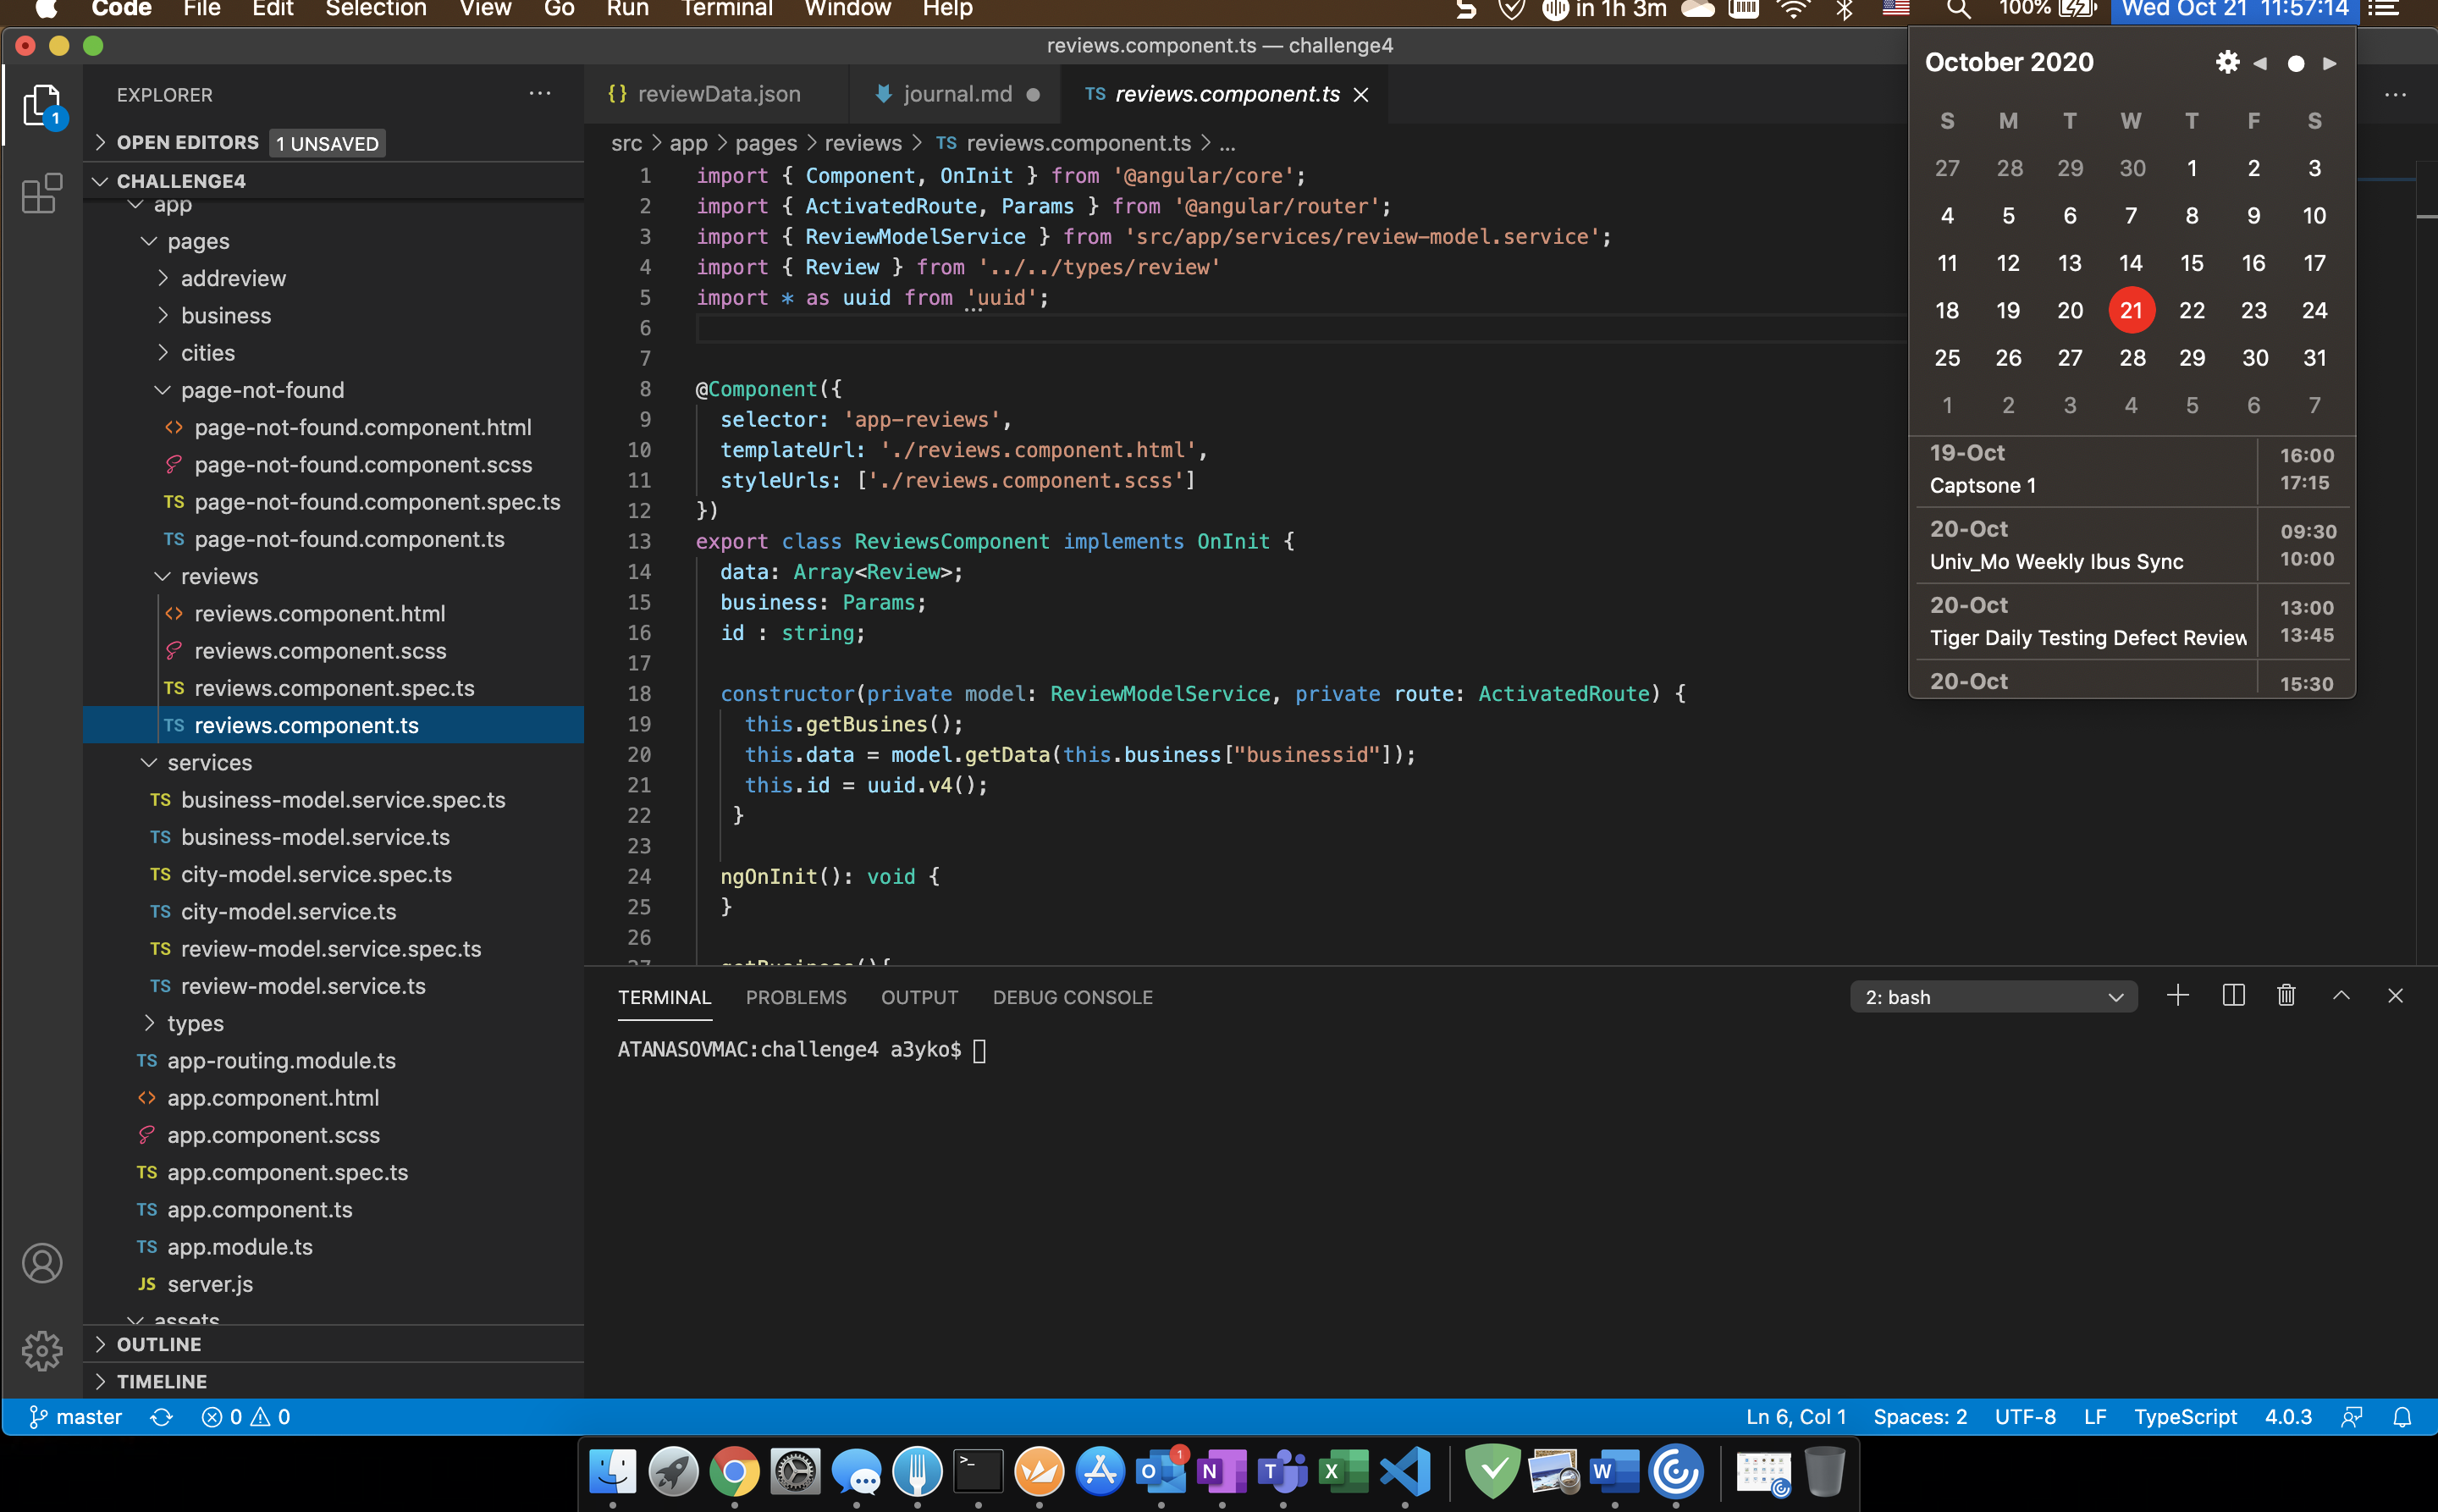 Code File Edit Selection View Go Run Terminal Window Help
in 1h 3m 100% Wed Oct 21 11:57:14
reviews.component.ts — challenge4
EXPLORER
OPEN EDITORS 1 UNSAVED
CHALLENGE4
app
pages
addreview
business
cities
page-not-found
page-not-found.component.html
page-not-found.component.scss
TS page-not-found.component.spec.ts
TS page-not-found.component.ts
reviews
reviews.component.html
reviews.component.scss
TS reviews.component.spec.ts
TS reviews.component.ts
services
TS business-model.service.spec.ts
TS business-model.service.ts
TS city-model.service.spec.ts
TS city-model.service.ts
TS review-model.service.spec.ts
TS review-model.service.ts
types
TS app-routing.module.ts
<> app.component.html
app.component.scss
TS app.component.spec.ts
TS app.component.ts
TS app.module.ts
JS server.js
assets
OUTLINE
TIMELINE
{} reviewData.json journal.md TS reviews.component.ts
src > app > pages > reviews > TS reviews.component.ts > ...
1 import { Component, OnInit } from '@angular/core';
2 import { ActivatedRoute, Params } from '@angular/router';
3 import { ReviewModelService } from 'src/app/services/review-model.service';
4 import { Review } from '../../types/review'
5 import * as uuid from 'uuid';
6
7
8 @Component({
9 selector: 'app-reviews',
10 templateUrl: './reviews.component.html',
11 styleUrls: ['./reviews.component.scss']
12 })
13 export class ReviewsComponent implements OnInit {
14 data: Array<Review>;
15 business: Params;
16 id : string;
17
18 constructor(private model: ReviewModelService, private route: ActivatedRoute) {
19 this.getBusines();
20 this.data = model.getData(this.business["businessid"]);
21 this.id = uuid.v4();
22 }
23
24 ngOnInit(): void {
25 }
26
October 2020
S M T W T F S
27 28 29 30 1 2 3
4 5 6 7 8 9 10
11 12 13 14 15 16 17
18 19 20 21 22 23 24
25 26 27 28 29 30 31
1 2 3 4 5 6 7
19-Oct 16:00
Captsone 1 17:15
20-Oct 09:30
Univ_Mo Weekly Ibus Sync 10:00
20-Oct 13:00
Tiger Daily Testing Defect Review 13:45
20-Oct 15:30
TERMINAL PROBLEMS OUTPUT DEBUG CONSOLE 2: bash
ATANASOVMAC:challenge4 a3yko$
master 0 0 Ln 6, Col 1 Spaces: 2 UTF-8 LF TypeScript 4.0.3